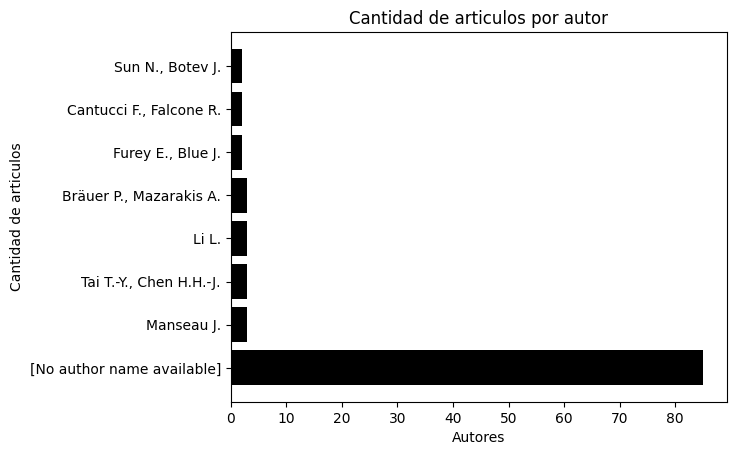 Cantidad de articulos por autor
Cantidad de articulos
Sun N., Botev J.
Cantucci F., Falcone R.
Furey E., Blue J.
Bräuer P., Mazarakis A.
Li L.
Tai T.-Y., Chen H.H.-J.
Manseau J.
[No author name available]
0 10 20 30 40 50 60 70 80
Autores